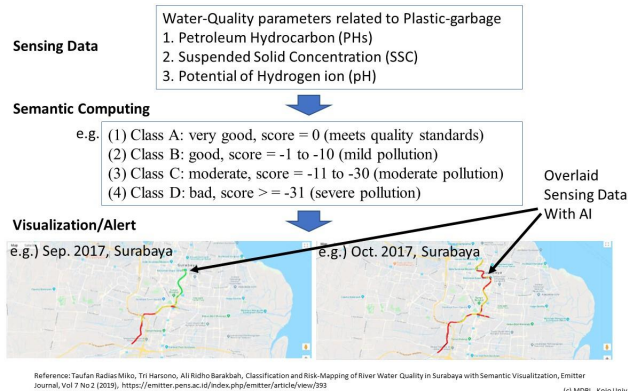 Sensing Data
Water-Quality parameters related to Plastic-garbage
1. Petroleum Hydrocarbon (PHs)
2. Suspended Solid Concentration (SSC)
3. Potential of Hydrogen ion (pH)
Semantic Computing
e.g.
(1) Class A: very good, score = 0 (meets quality standards)
(2) Class B: good, score = -1 to -10 (mild pollution)
(3) Class C: moderate, score = -11 to -30 (moderate pollution)
(4) Class D: bad, score > = -31 (severe pollution)
Overlaid
Sensing Data
With AI
Visualization/Alert
e.g.) Sep. 2017, Surabaya
e.g.) Oct. 2017, Surabaya
Reference: Taufan Radias Miko, Tri Harsono, Ali Ridho Barakbah, Classification and Risk-Mapping of River Water Quality in Surabaya with Semantic Visualitzation, Emitter
Journal, Vol 7 No 2 (2019), https://emitter.pens.ac.id/index.php/emitter/article/view/393